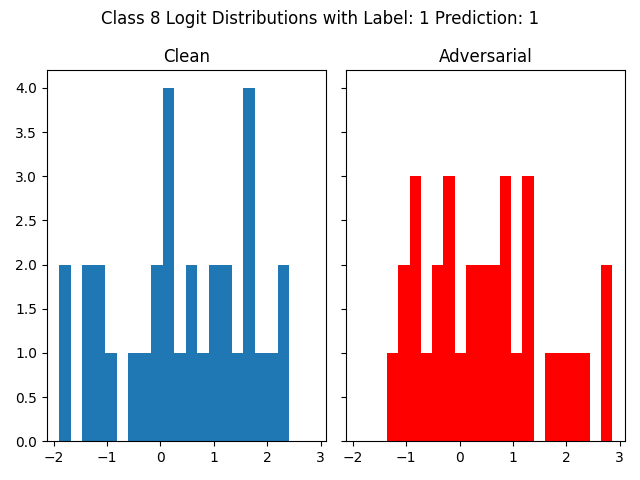 Class 8 Logit Distributions with Label: 1 Prediction: 1
Clean
Adversarial
4.0
3.5
3.0
2.5
2.0
1.5
1.0
0.5
0.0
−2 −1 0 1 2 3
−2 −1 0 1 2 3